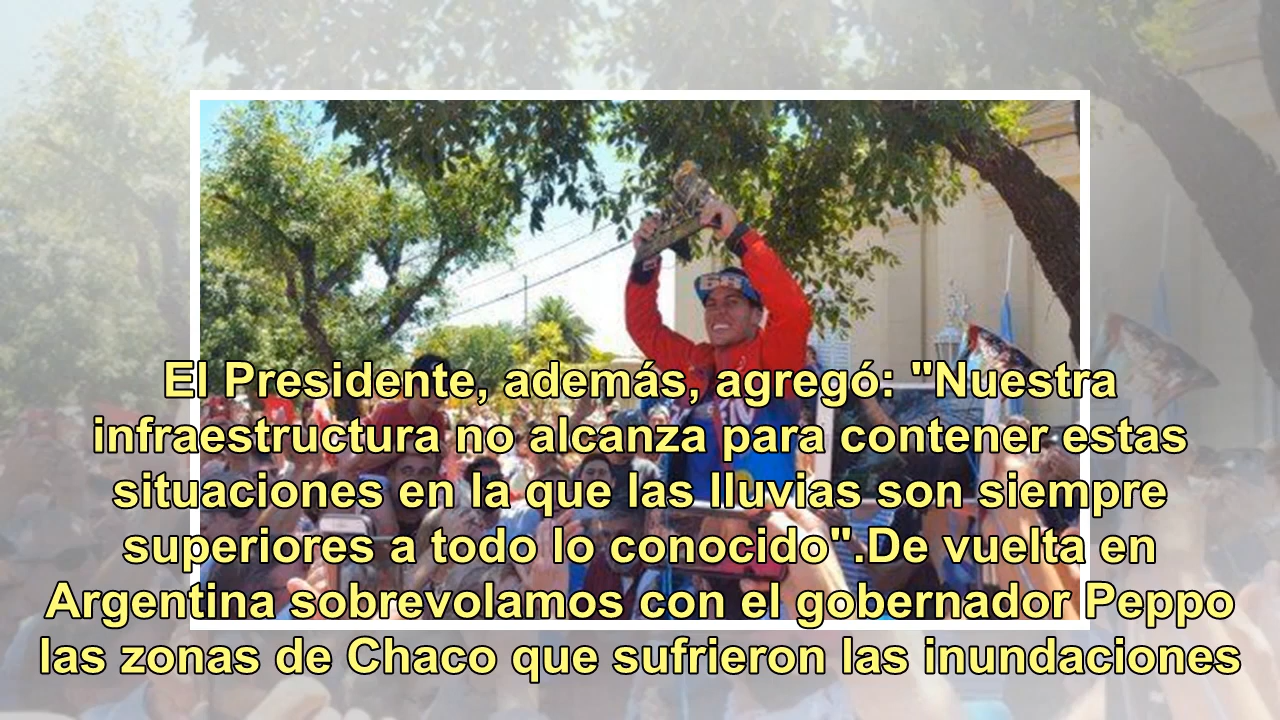 68
El Presidente, además, agregó: "Nuestra
infraestructura no alcanza para contener estas
situaciones en la que las lluvias son siempre
superiores a todo lo conocido".De vuelta en
Argentina sobrevolamos con el gobernador Peppo
las zonas de Chaco que sufrieron las inundaciones